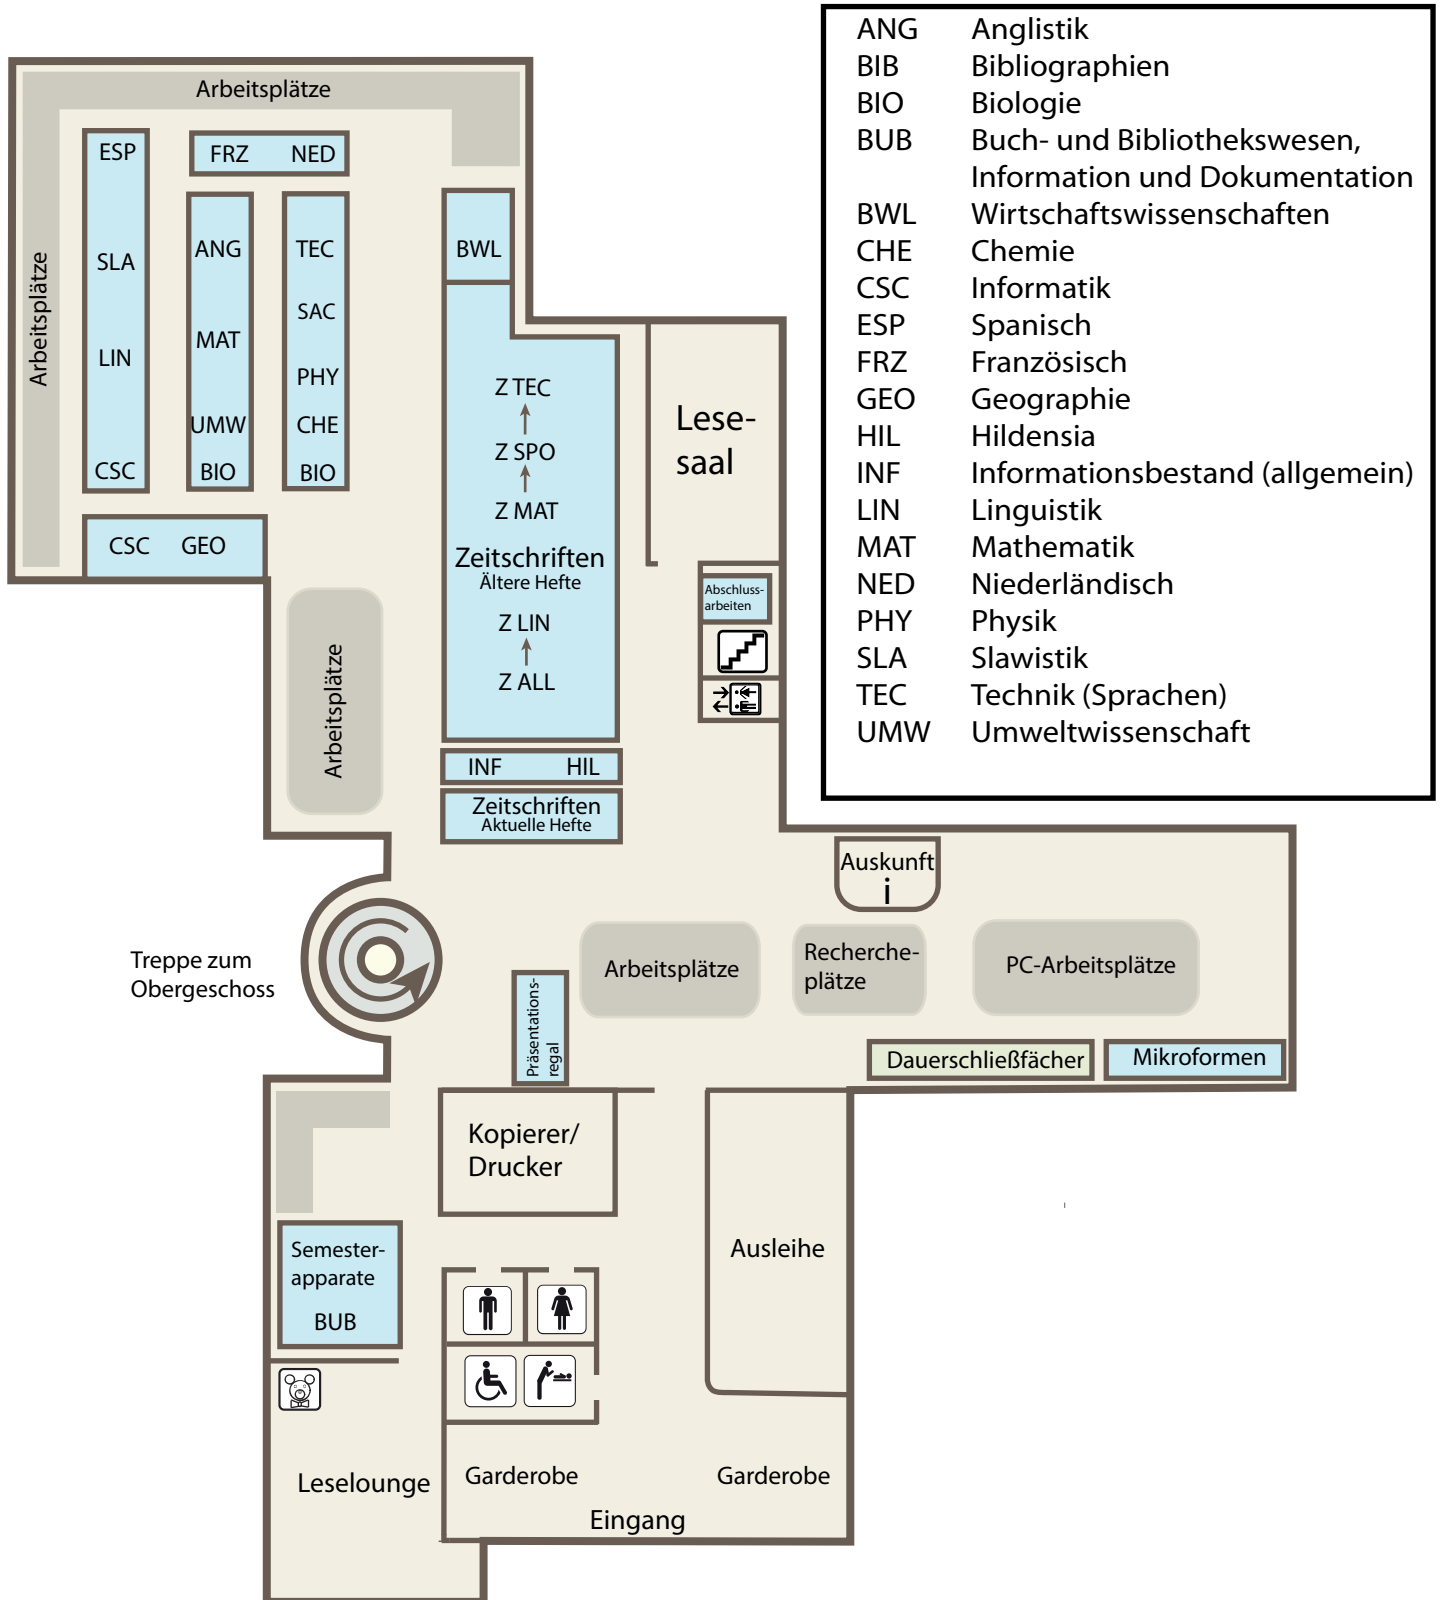 ANG Anglistik
BIB Bibliographien
BIO Biologie
BUB Buch- und Bibliothekswesen,
Information und Dokumentation
BWL Wirtschaftswissenschaften
CHE Chemie
CSC Informatik
ESP Spanisch
FRZ Französisch
GEO Geographie
HIL Hildensia
INF Informationsbestand (allgemein)
LIN Linguistik
MAT Mathematik
NED Niederländisch
PHY Physik
SLA Slawistik
TEC Technik (Sprachen)
UMW Umweltwissenschaft
Arbeitsplätze
Arbeitsplätze
ESP
SLA
LIN
CSC
FRZ NED
ANG
MAT
UMW
BIO
TEC
SAC
PHY
CHE
BIO
CSC GEO
BWL
Z TEC
Z SPO
Z MAT
Zeitschriften
Ältere Hefte
Z LIN
Z ALL
Lese-
saal
Abschluss-
arbeiten
Arbeitsplätze
INF HIL
Zeitschriften
Aktuelle Hefte
Auskunft
i
Treppe zum
Obergeschoss
Arbeitsplätze
Recherche-
plätze
PC-Arbeitsplätze
Präsentations-
regal
Dauerschließfächer
Mikroformen
Kopierer/
Drucker
Ausleihe
Semester-
apparate
BUB
Leselounge
Garderobe
Garderobe
Eingang